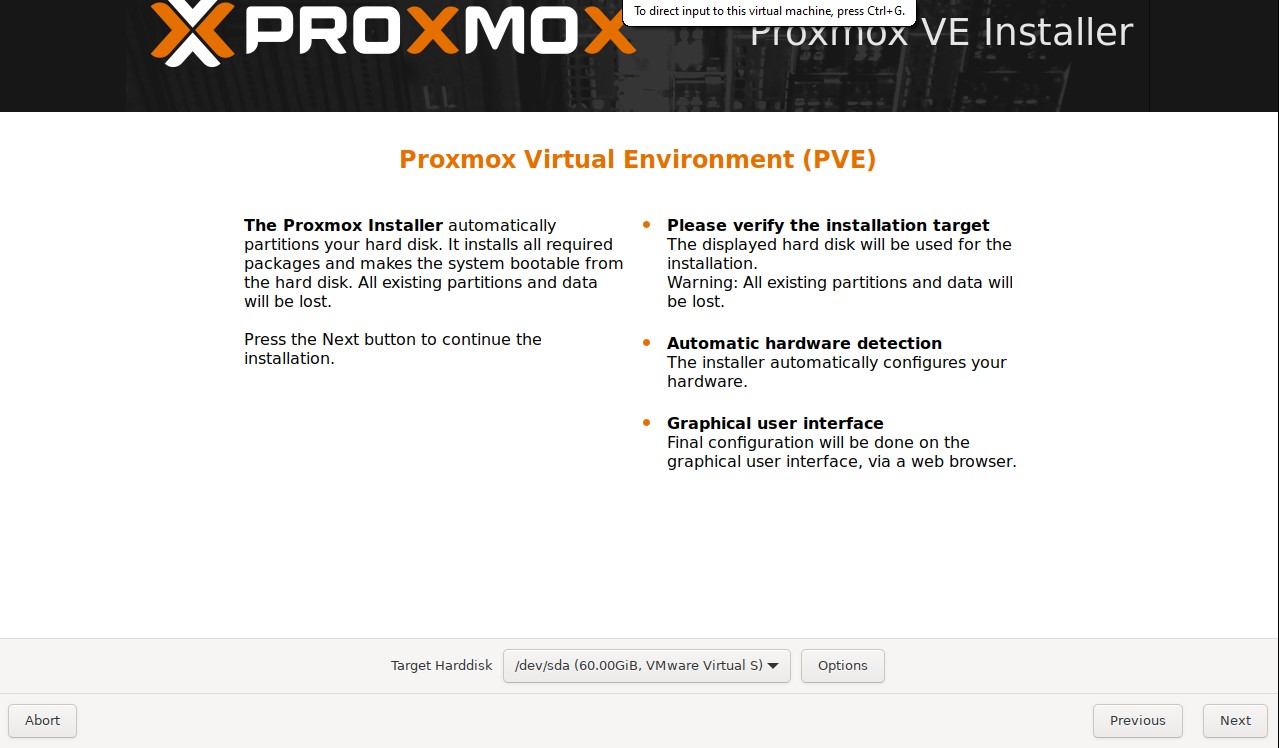 PROXMOX
To direct input to this virtual machine, press Ctrl+G.
Proxmox VE Installer
Proxmox Virtual Environment (PVE)
The Proxmox Installer automatically
partitions your hard disk. It installs all required
packages and makes the system bootable from
the hard disk. All existing partitions and data
will be lost.
Press the Next button to continue the
installation.
• Please verify the installation target
The displayed hard disk will be used for the
installation.
Warning: All existing partitions and data will
be lost.
• Automatic hardware detection
The installer automatically configures your
hardware.
• Graphical user interface
Final configuration will be done on the
graphical user interface, via a web browser.
Target Harddisk /dev/sda (60.00GiB, VMware Virtual S) Options
Abort Previous Next